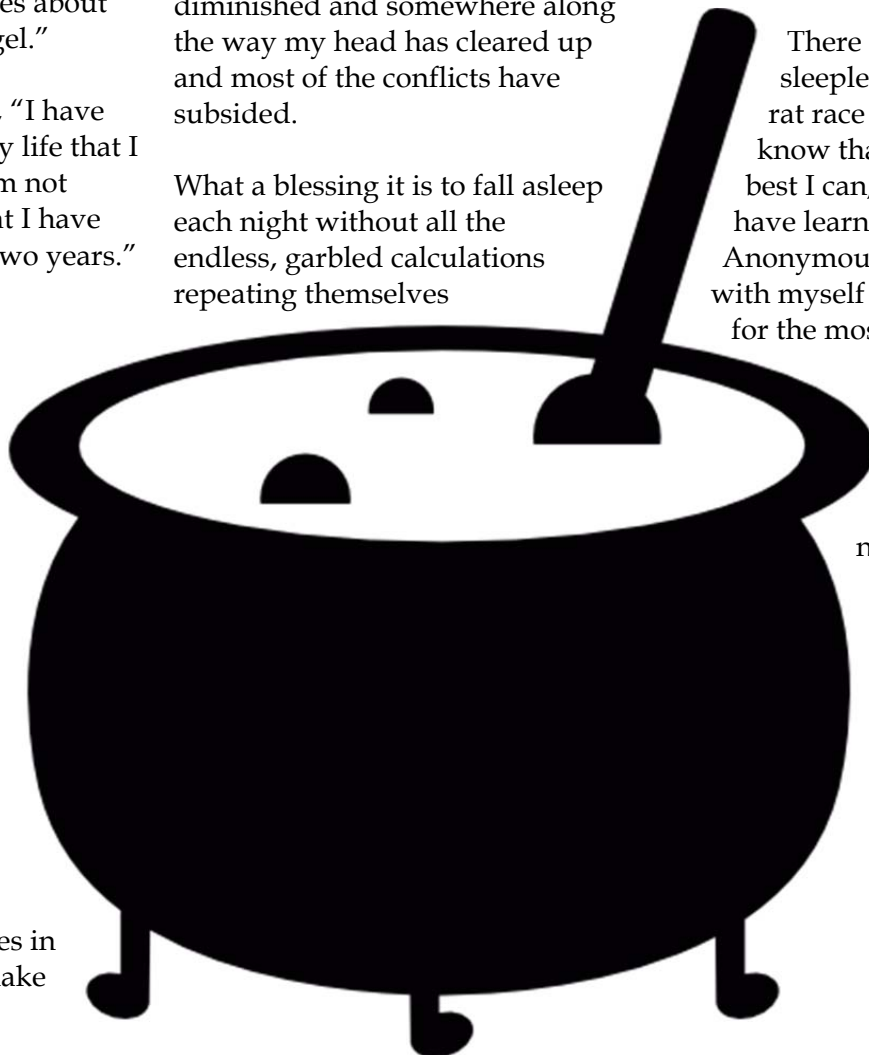 es about
gel.”
, “I have
y life that I
m not
at I have
wo years.”
es in
ake
diminished and somewhere along
the way my head has cleared up
and most of the conflicts have
subsided.
What a blessing it is to fall asleep
each night without all the
endless, garbled calculations
repeating themselves
There
sleeple
rat race
know tha
best I can,
have learn
Anonymou
with myself
for the mos
n